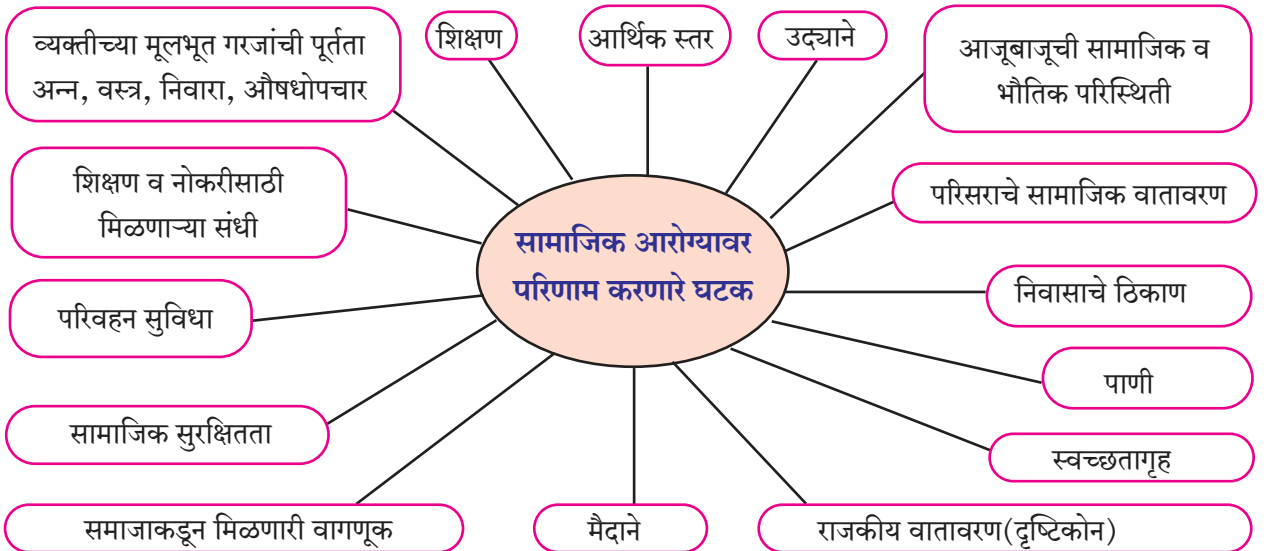 व्यक्तीच्या मूलभूत गरजांची पूर्तता
अन्न, वस्त्र, निवारा, औषधोपचार
शिक्षण
आर्थिक स्तर
उद्याने
आजूबाजूची सामाजिक व
भौतिक परिस्थिती
शिक्षण व नोकरीसाठी
मिळणाऱ्या संधी
परिसराचे सामाजिक वातावरण
सामाजिक आरोग्यावर
परिणाम करणारे घटक
परिवहन सुविधा
निवासाचे ठिकाण
पाणी
सामाजिक सुरक्षितता
स्वच्छतागृह
समाजाकडून मिळणारी वागणूक
मैदाने
राजकीय वातावरण(दृष्टिकोन)